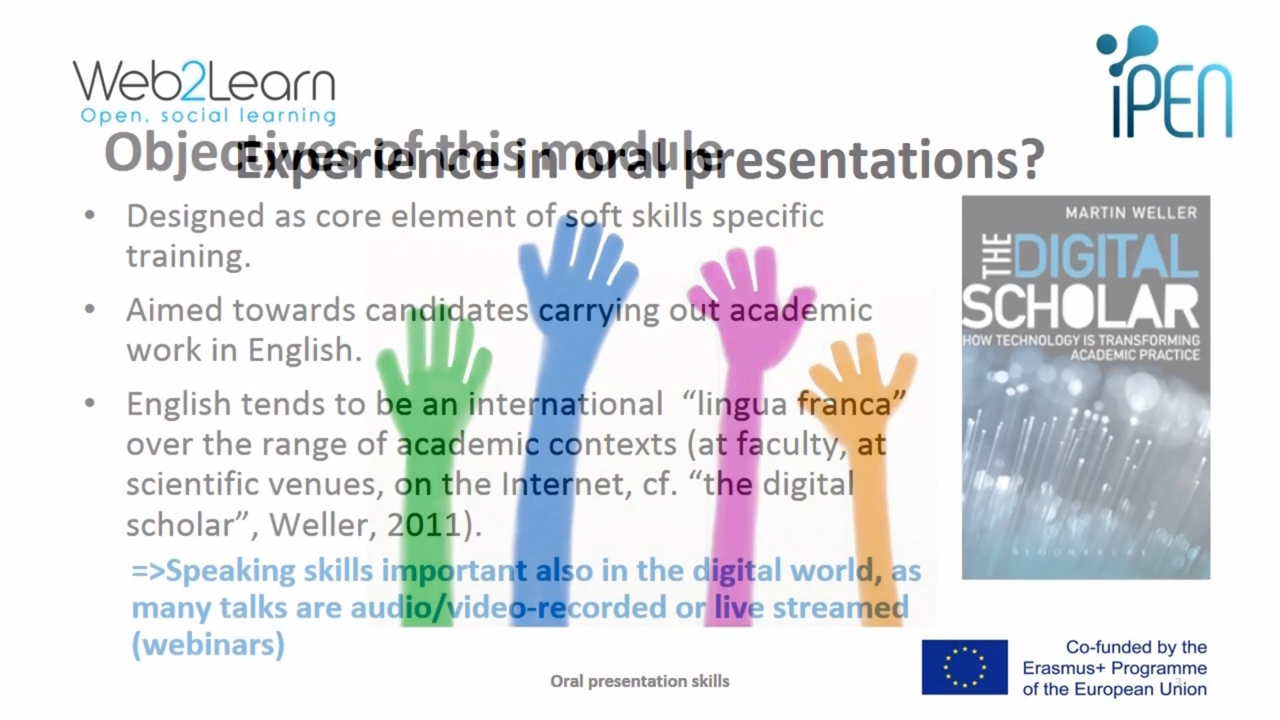 Web2Learn
Open, social learning
iPEN
Objectives of this module
Experience in oral presentations?
• Designed as core element of soft skills specific
training.
• Aimed towards candidates carrying out academic
work in English.
• English tends to be an international “lingua franca”
over the range of academic contexts (at faculty, at
scientific venues, on the Internet, cf. “the digital
scholar”, Weller, 2011).
=>Speaking skills important also in the digital world, as
many talks are audio/video-recorded or live streamed
(webinars)
MARTIN WELLER
THE DIGITAL
SCHOLAR
HOW TECHNOLOGY IS TRANSFORMING
ACADEMIC PRACTICE
BLOOMSBURY
Oral presentation skills
Co-funded by the
Erasmus+ Programme
of the European Union